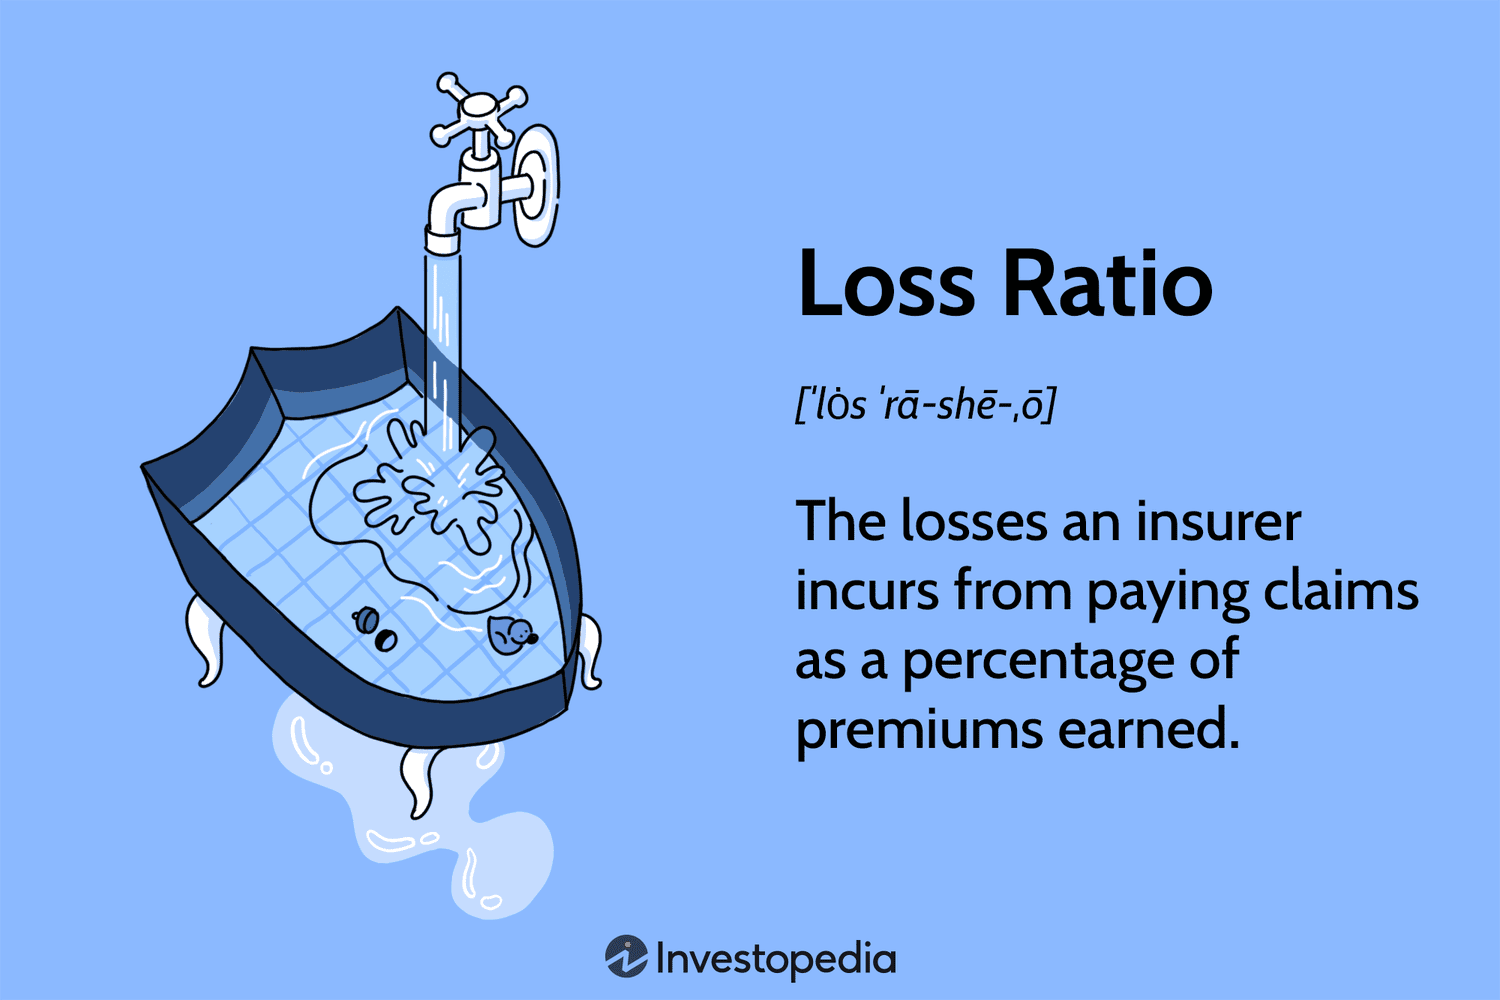 Loss Ratio
[ˈlȯs ˈrā-shē-ˌō]
The losses an insurer
incurs from paying claims
as a percentage of
premiums earned.
Investopedia